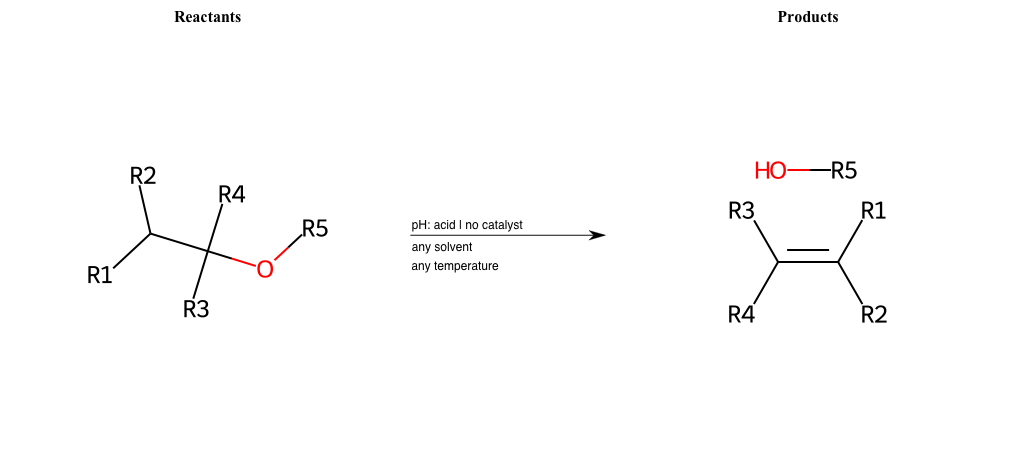 Reactants
Products
R2
R4
R5
R1
O
R3
pH: acid | no catalyst
any solvent
any temperature
HO
R5
R3
R1
R4
R2